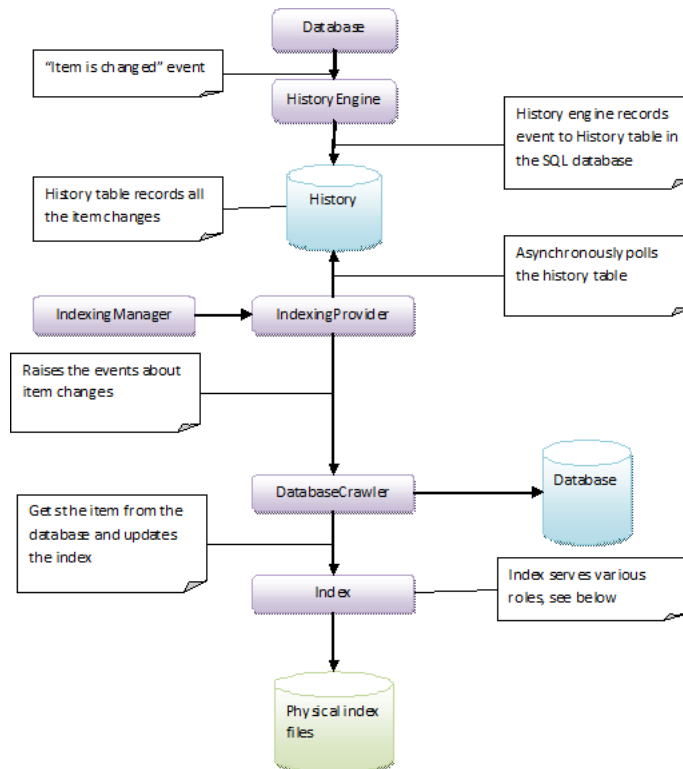 Database
“Item is changed” event
HistoryEngine
History engine records
event to History table in
the SQL database
History table records all
the item changes
History
Asynchronously polls
the history table
IndexingManager
IndexingProvider
Raises the events about
item changes
DatabaseCrawler
Database
Gets the item from the
database and updates
the index
Index
Index serves various
roles, see below
Physical index
files